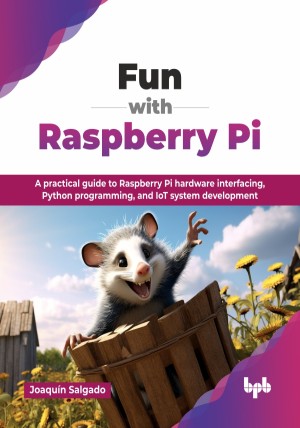 Fun
with
Raspberry Pi
A practical guide to Raspberry Pi hardware interfacing,
Python programming, and IoT system development
Joaquín Salgado
bpb